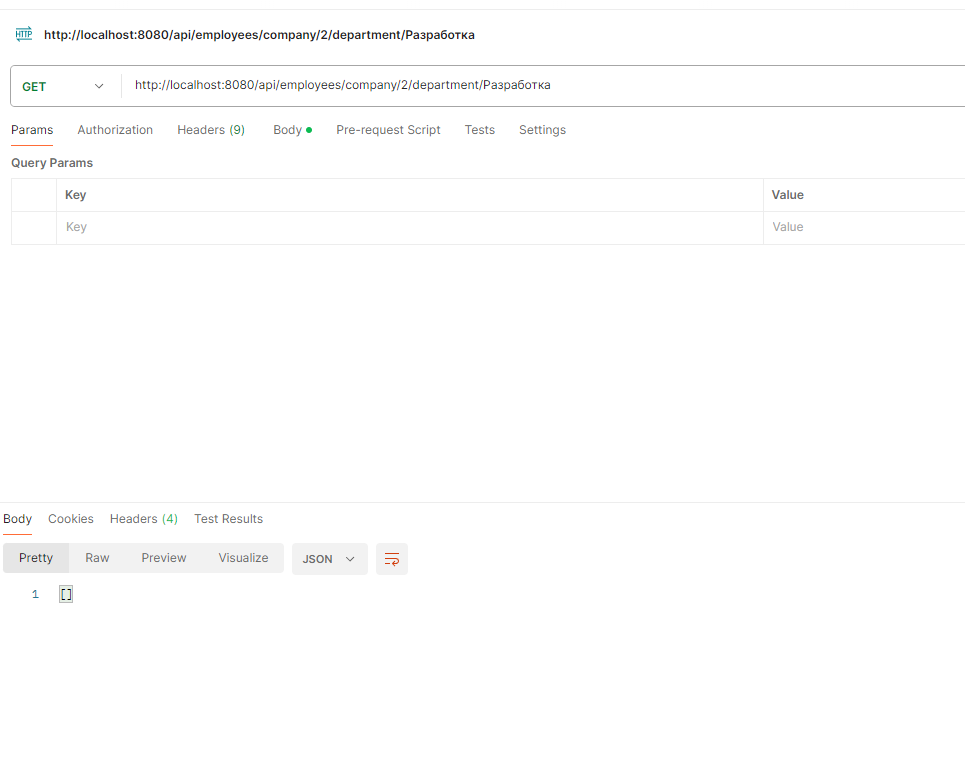 HTTP http://localhost:8080/api/employees/company/2/department/Разработка
GET http://localhost:8080/api/employees/company/2/department/Разработка
Params Authorization Headers (9) Body Pre-request Script Tests Settings
Query Params
Key Value
Key Value
Body Cookies Headers (4) Test Results
Pretty Raw Preview Visualize JSON
1 []